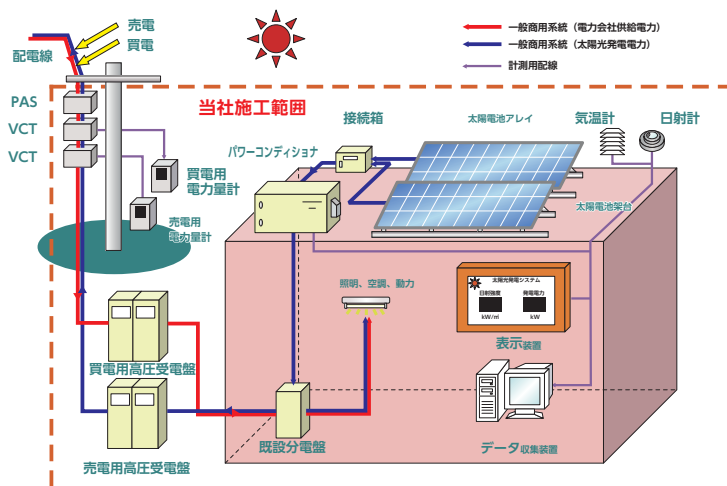 売電
買電
配電線
一般商用系統（電力会社供給電力）
一般商用系統（太陽光発電電力）
計測用配線
PAS
VCT
VCT
当社施工範囲
買電用
電力量計
売電用
電力量計
パワーコンディショナ
接続箱
太陽電池アレイ
気温計
日射計
太陽電池架台
照明、空調、動力
太陽光発電システム
日射強度
発電電力
kW/㎡
kW
表示装置
買電用高圧受電盤
売電用高圧受電盤
既設分電盤
データ収集装置